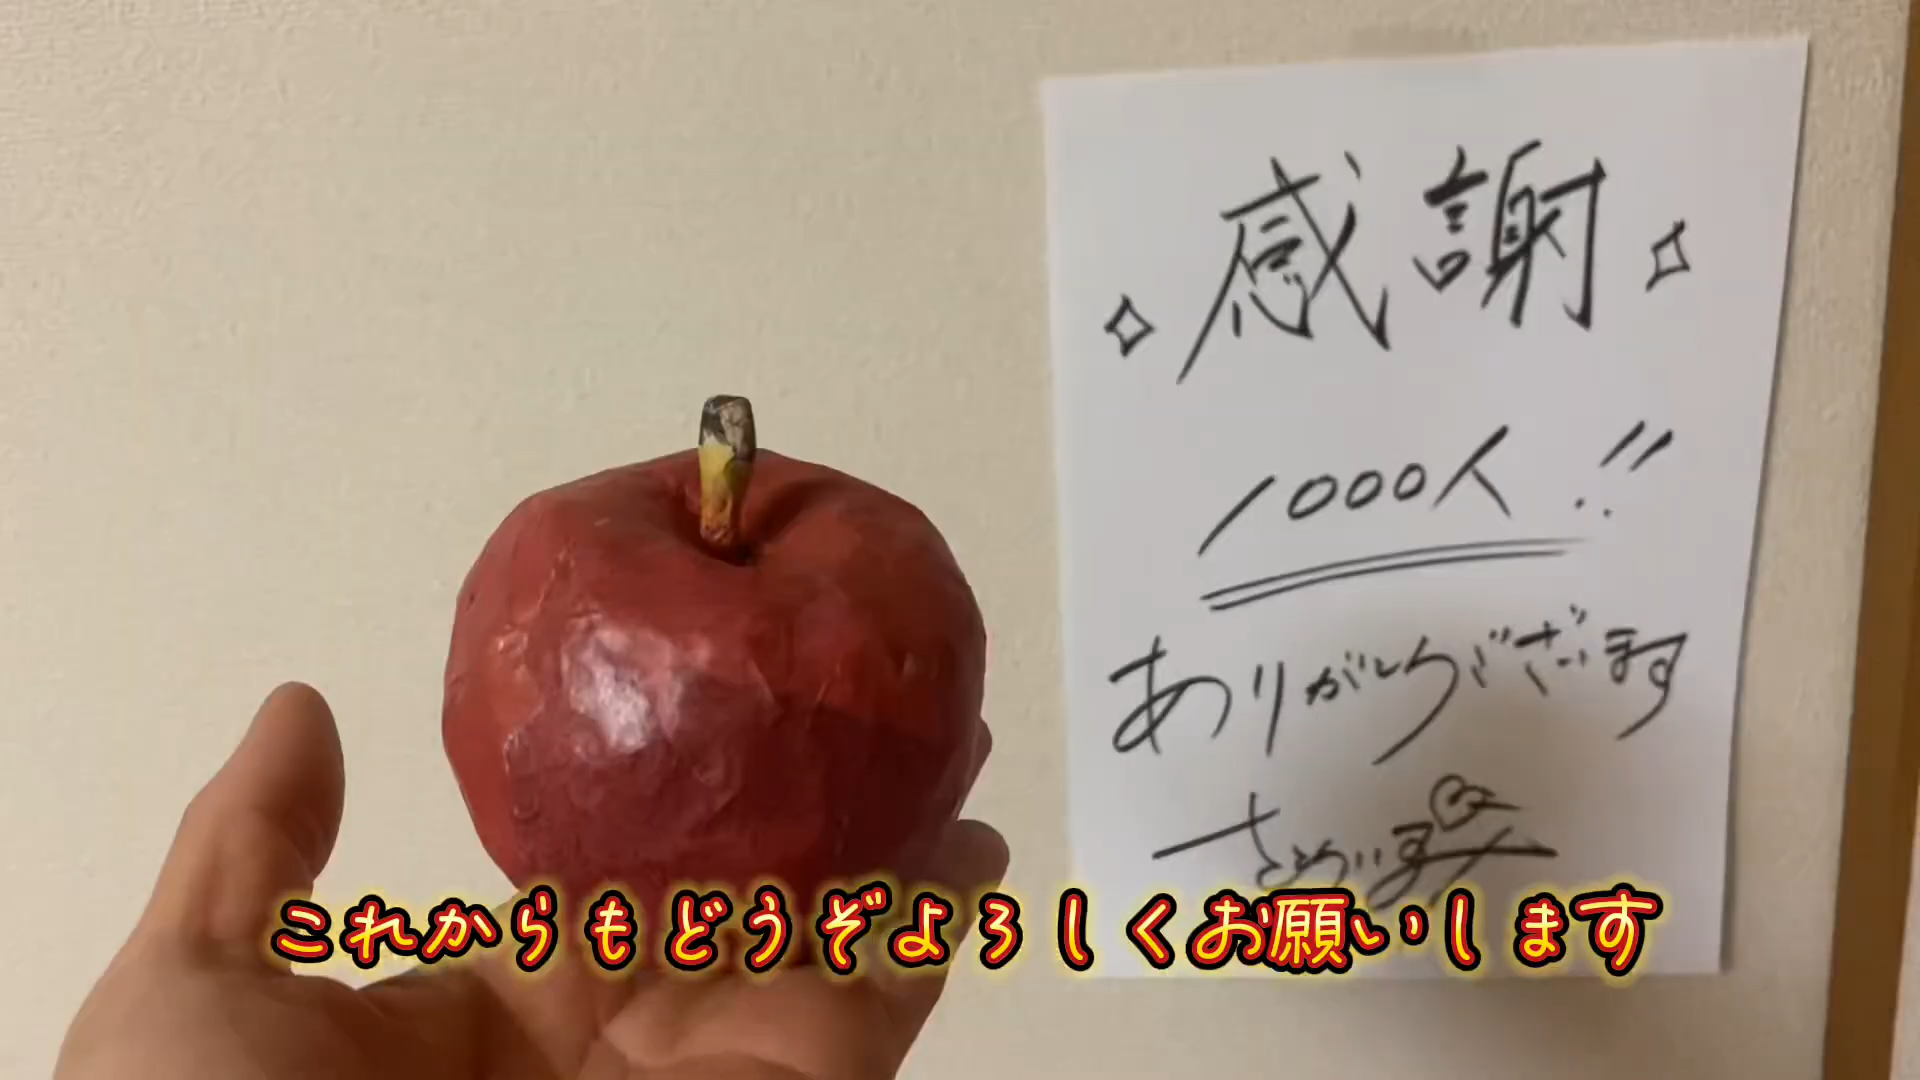 感謝
1000人!!
ありがとうございます
これからもどうぞよろしくお願いします